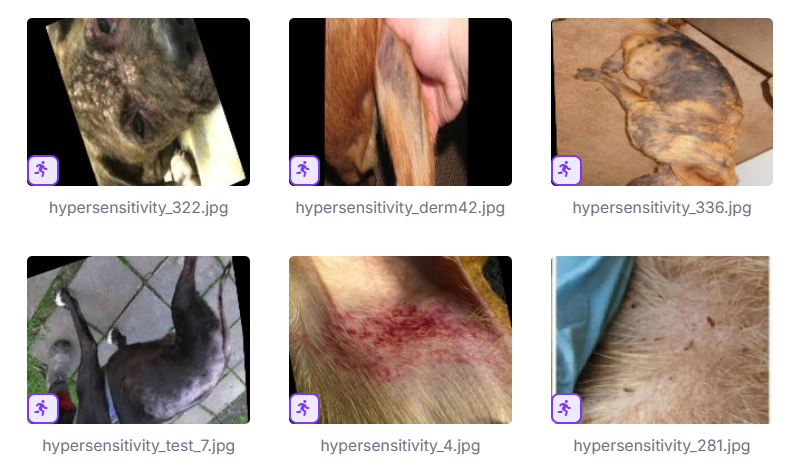 hypersensitivity_322.jpg
hypersensitivity_derm42.jpg
hypersensitivity_336.jpg
hypersensitivity_test_7.jpg
hypersensitivity_4.jpg
hypersensitivity_281.jpg